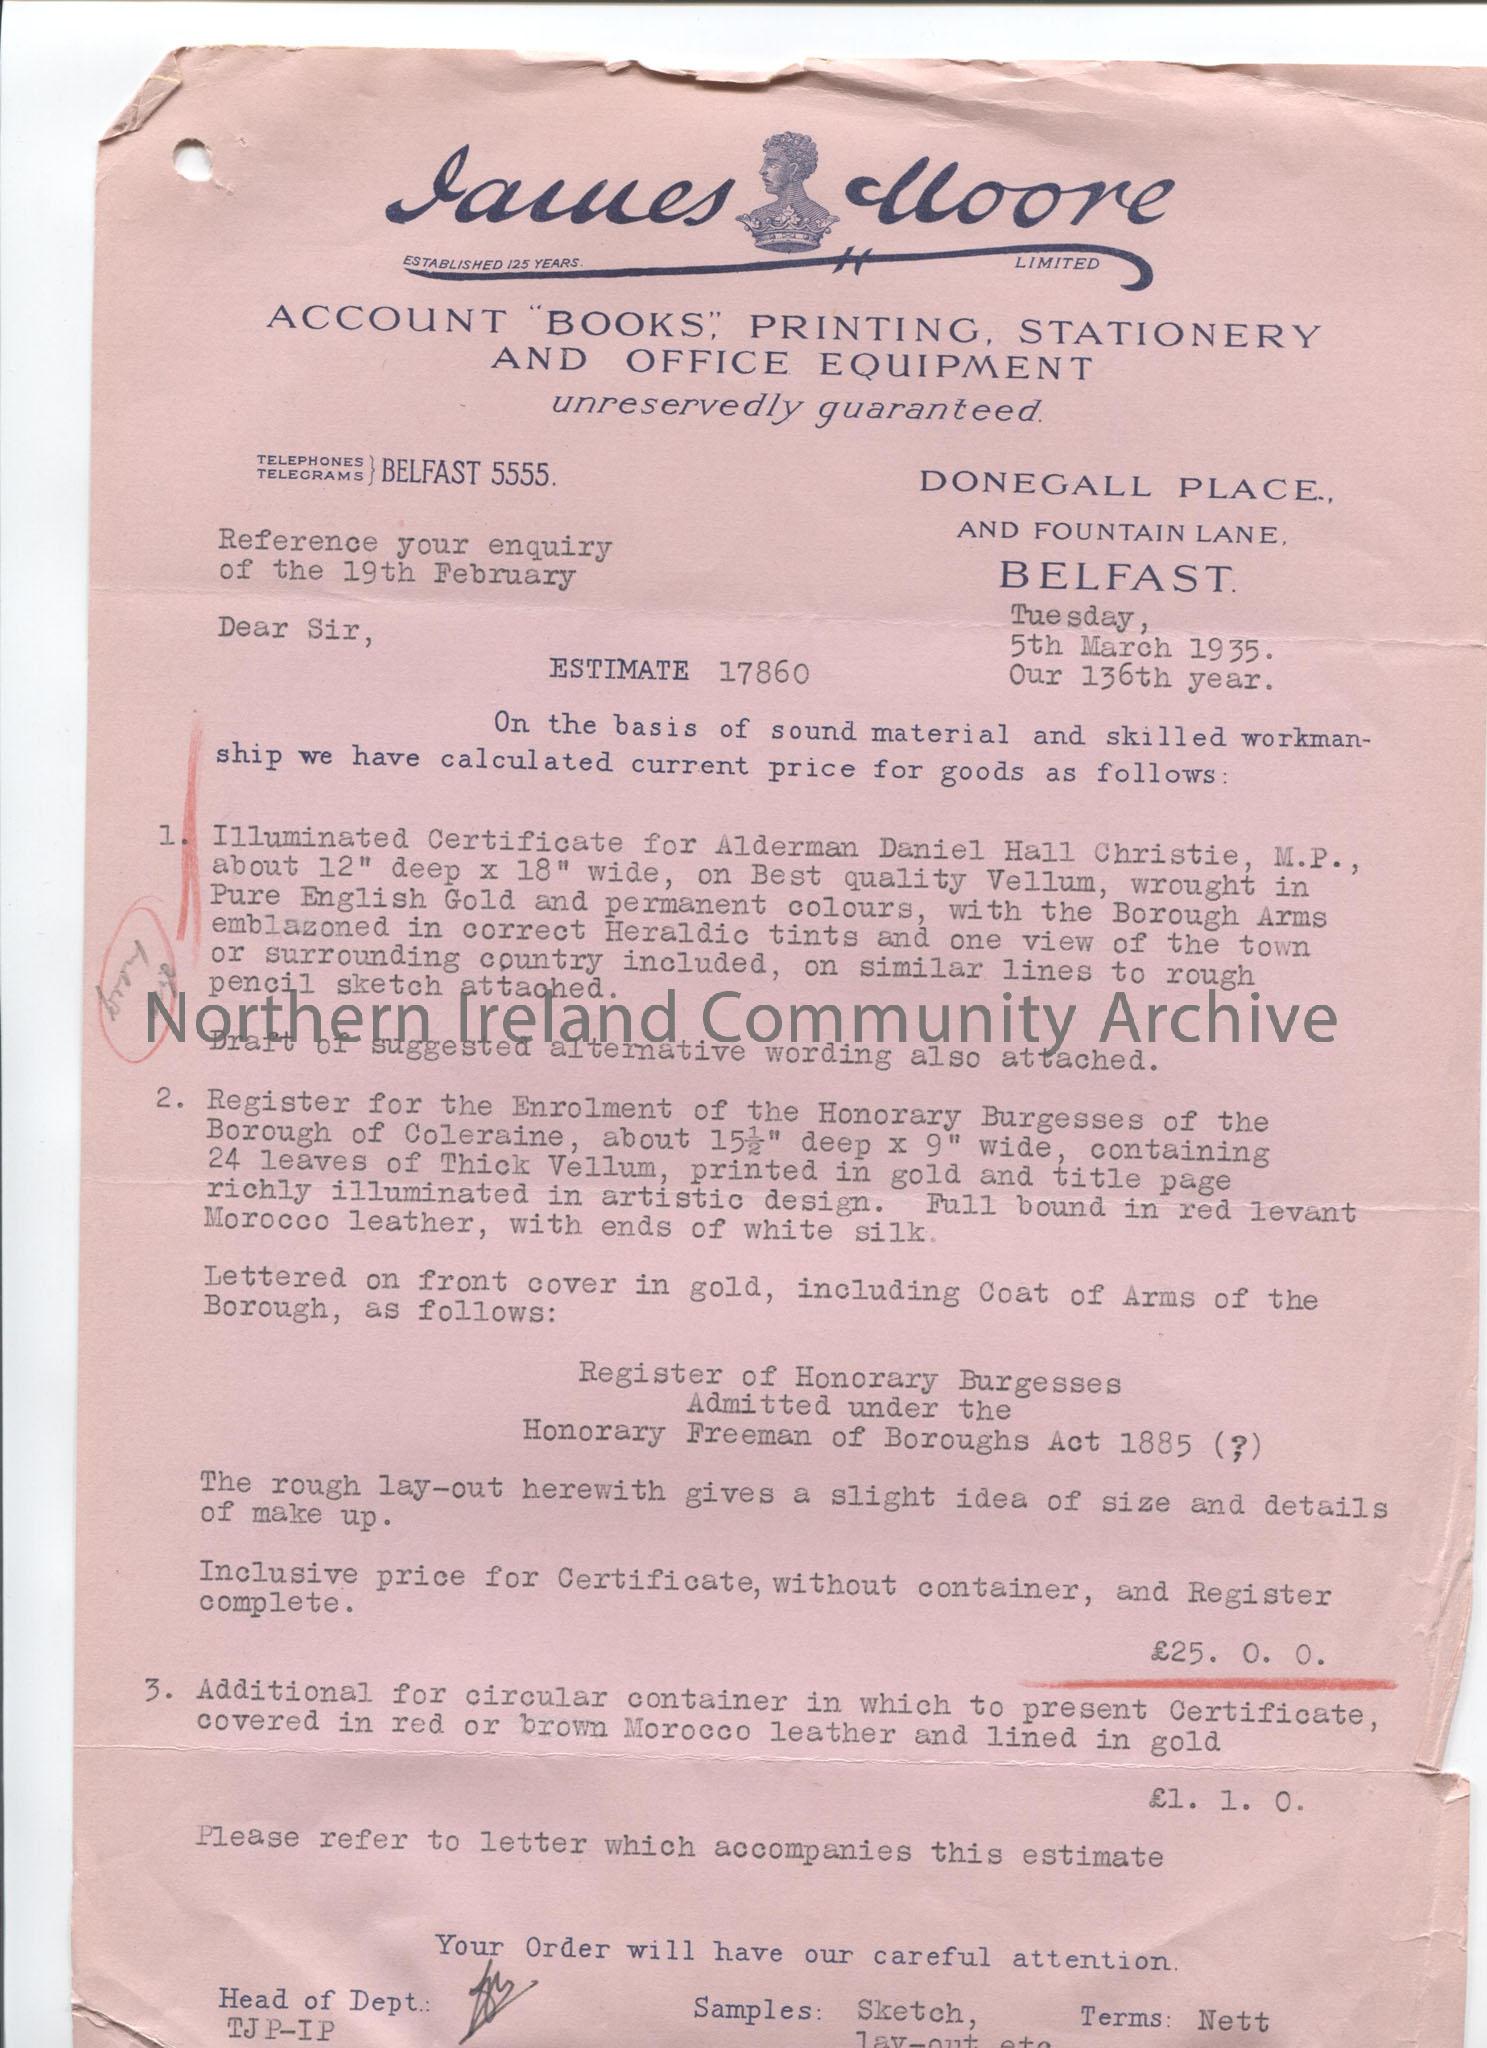 James Moore
ESTABLISHED 125 YEARS.
LIMITED
ACCOUNT "BOOKS", PRINTING, STATIONERY
AND OFFICE EQUIPMENT
unreservedly guaranteed.
TELEPHONES
TELEGRAMS } BELFAST 5555.
DONEGALL PLACE.,
AND FOUNTAIN LANE,
BELFAST.
Reference your enquiry
of the 19th February
Tuesday,
5th March 1935.
Our 136th year.
Dear Sir,
ESTIMATE 17860
On the basis of sound material and skilled workman-
ship we have calculated current price for goods as follows:
1. Illuminated Certificate for Alderman Daniel Hall Christie, M.P.,
about 12" deep x 18" wide, on Best quality Vellum, wrought in
Pure English Gold and permanent colours, with the Borough Arms
emblazoned in correct Heraldic tints and one view of the town
or surrounding country included, on similar lines to rough
pencil sketch attached.
Northern Ireland Community Archive
Draft of suggested alternative wording also attached.
2. Register for the Enrolment of the Honorary Burgesses of the
Borough of Coleraine, about 15½" deep x 9" wide, containing
24 leaves of Thick Vellum, printed in gold and title page
richly illuminated in artistic design. Full bound in red levant
Morocco leather, with ends of white silk.
Lettered on front cover in gold, including Coat of Arms of the
Borough, as follows:
Register of Honorary Burgesses
Admitted under the
Honorary Freeman of Boroughs Act 1885 (?)
The rough lay-out herewith gives a slight idea of size and details
of make up.
Inclusive price for Certificate, without container, and Register
complete.
£25. 0. 0.
3. Additional for circular container in which to present Certificate,
covered in red or brown Morocco leather and lined in gold
£1. 1. 0.
Please refer to letter which accompanies this estimate
Your Order will have our careful attention.
Head of Dept.:
TJP-IP
Samples: Sketch,
lay-out etc
Terms: Nett